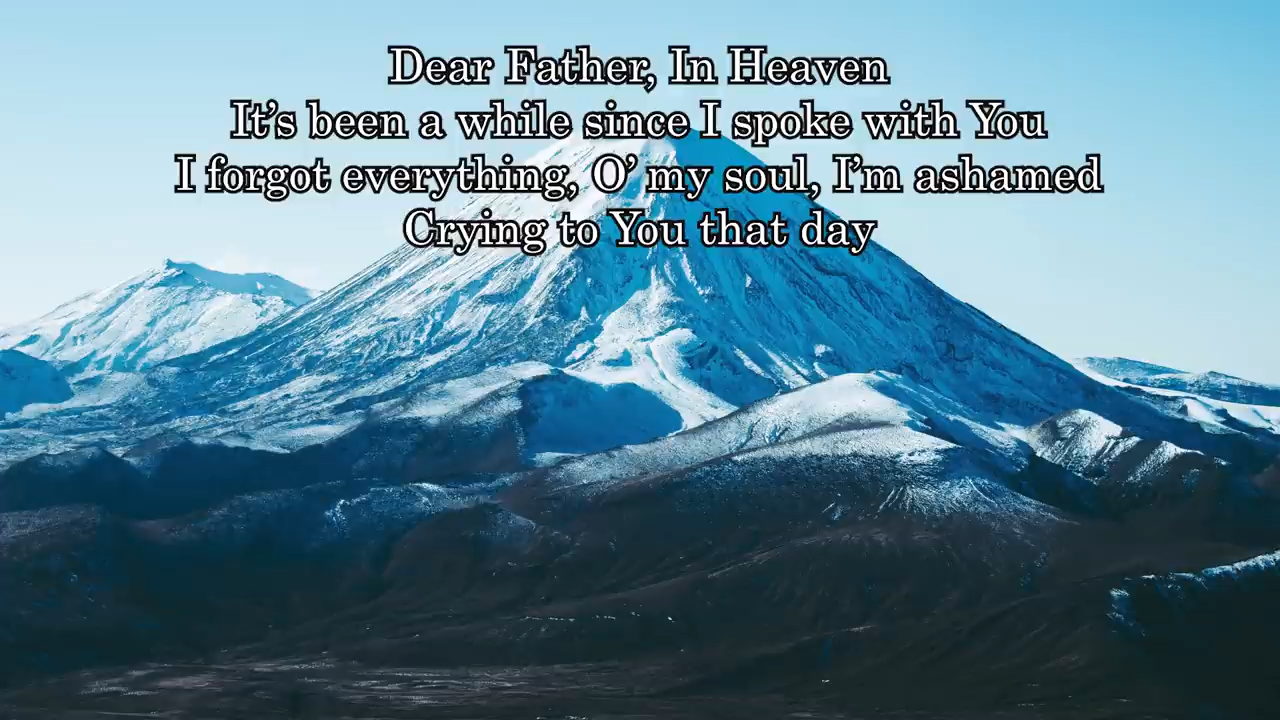 Dear Father, In Heaven
It's been a while since I spoke with You
I forgot everything, O' my soul, I'm ashamed
Crying to You that day